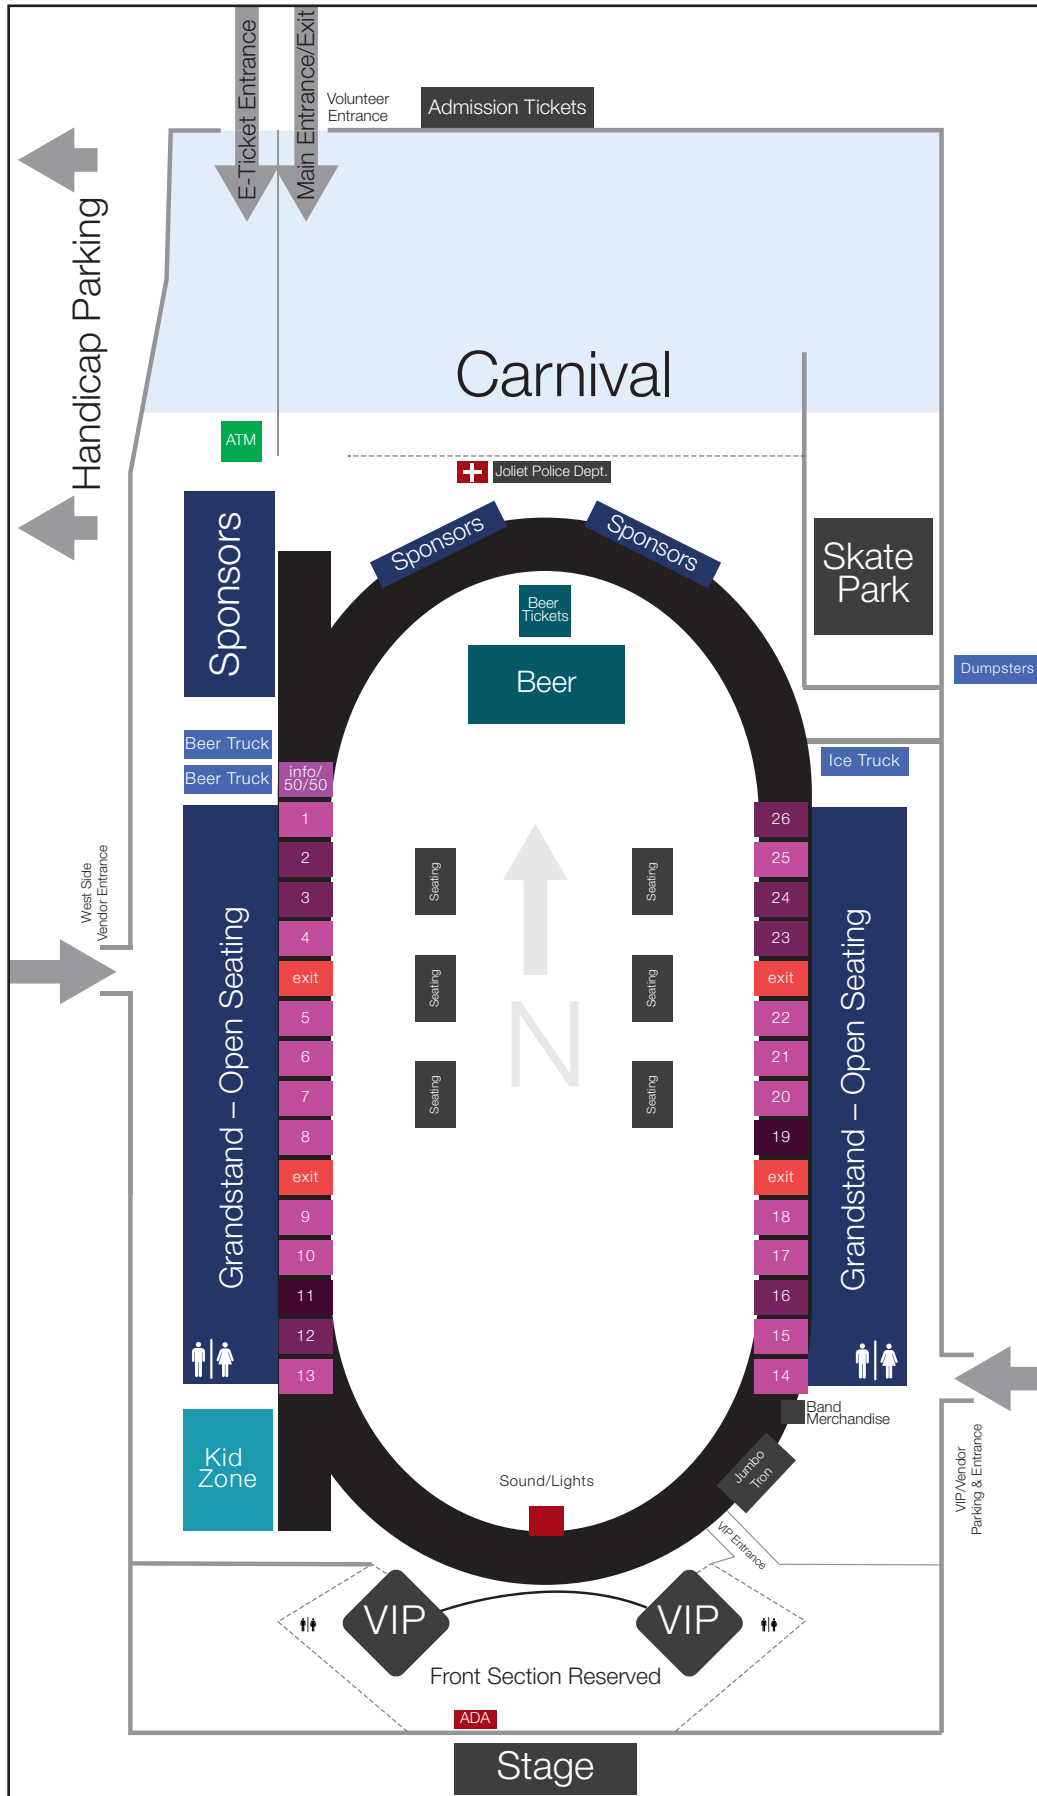 E-Ticket Entrance
Main Entrance/Exit
Volunteer
Entrance
Admission Tickets
Handicap Parking
Carnival
ATM
Joliet Police Dept.
Sponsors
Sponsors
Sponsors
Skate
Park
Beer
Tickets
Beer
Dumpsters
Beer Truck
Beer Truck
info/
50/50
Ice Truck
1
2
3
4
exit
5
6
7
8
exit
9
10
11
12
13
26
25
24
23
exit
22
21
20
19
exit
18
17
16
15
14
West Side
Vendor Entrance
Grandstand – Open Seating
Seating
Seating
Seating
Seating
Seating
Seating
N
Grandstand – Open Seating
Band
Merchandise
Kid
Zone
Jumbo
Tron
Sound/Lights
VIP Entrance
VIP/Vendor
Parking & Entrance
VIP
VIP
Front Section Reserved
ADA
Stage